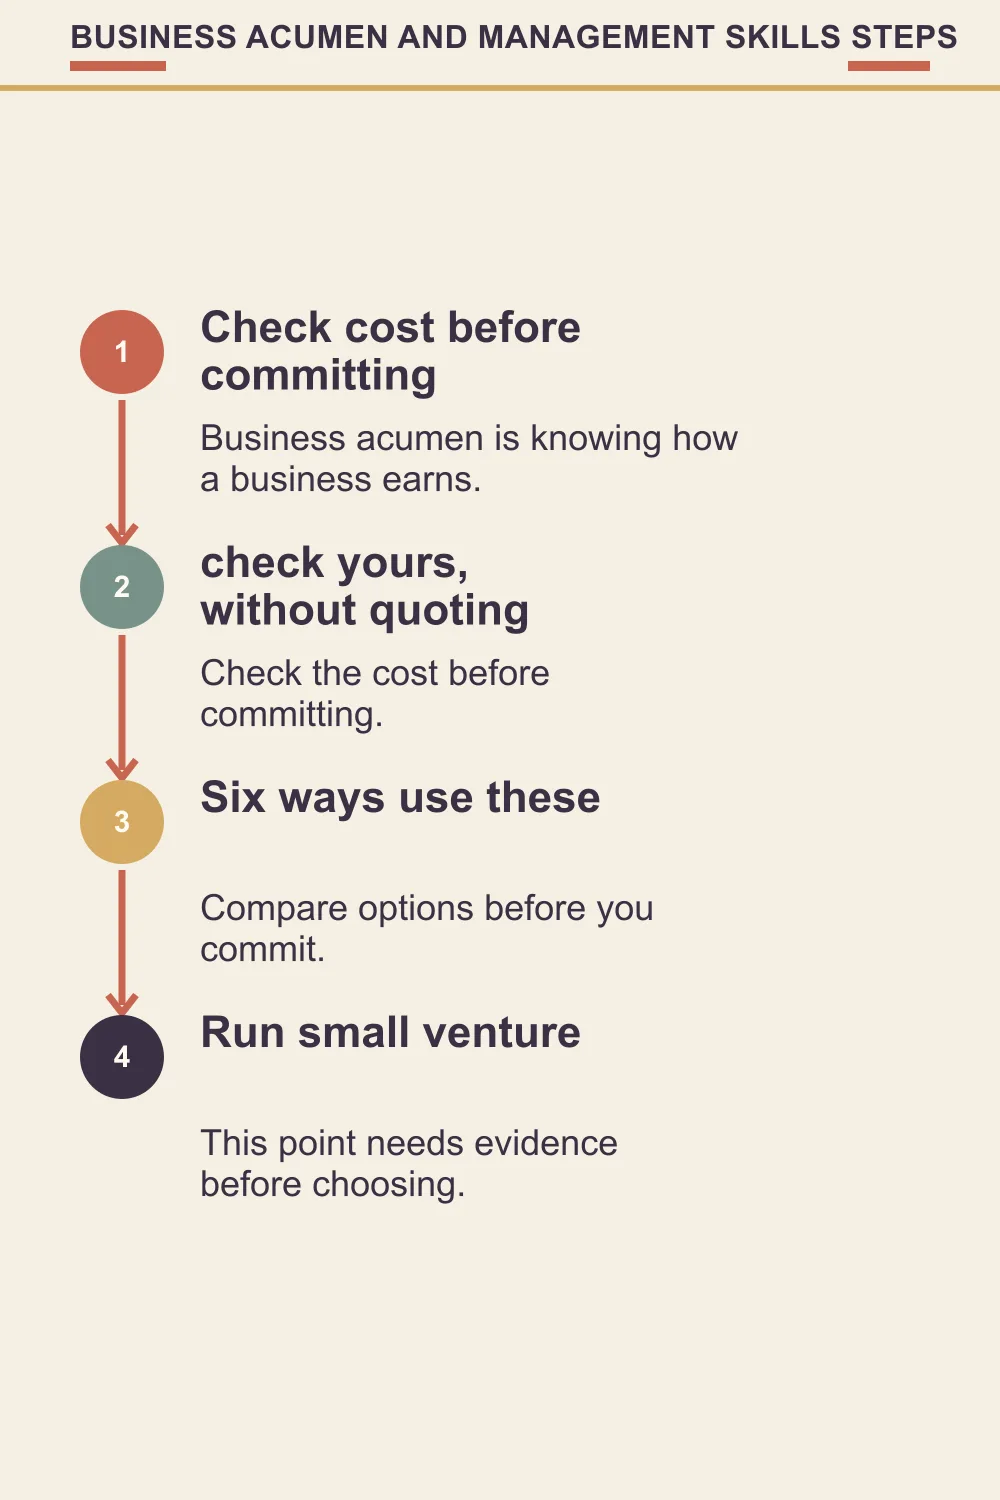 BUSINESS ACUMEN AND MANAGEMENT SKILLS STEPS
1
Check cost before
committing
Business acumen is knowing how
a business earns.
2
check yours,
without quoting
Check the cost before
committing.
3
Six ways use these
Compare options before you
commit.
4
Run small venture
This point needs evidence
before choosing.